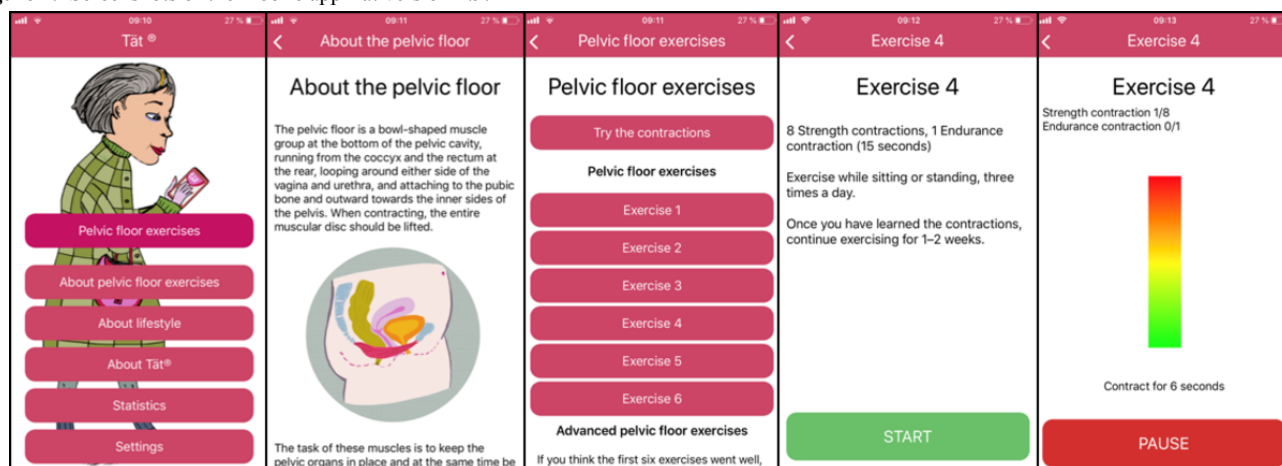 09:10
27 %
Tät ®
Pelvic floor exercises
About pelvic floor exercises
About lifestyle
About Tät®
Statistics
Settings
09:11
27 %
About the pelvic floor
About the pelvic floor
The pelvic floor is a bowl-shaped muscle
group at the bottom of the pelvic cavity,
running from the coccyx and the rectum at
the rear, looping around either side of the
vagina and urethra, and attaching to the pubic
bone and outward towards the inner sides of
the pelvis. When contracting, the entire
muscular disc should be lifted.
The task of these muscles is to keep the
pelvic organs in place and at the same time be
09:11
27 %
Pelvic floor exercises
Pelvic floor exercises
Try the contractions
Pelvic floor exercises
Exercise 1
Exercise 2
Exercise 3
Exercise 4
Exercise 5
Exercise 6
Advanced pelvic floor exercises
If you think the first six exercises went well,
09:12
27 %
Exercise 4
Exercise 4
8 Strength contractions, 1 Endurance
contraction (15 seconds)
Exercise while sitting or standing, three
times a day.
Once you have learned the contractions,
continue exercising for 1–2 weeks.
START
09:13
27 %
Exercise 4
Exercise 4
Strength contraction 1/8
Endurance contraction 0/1
Contract for 6 seconds
PAUSE